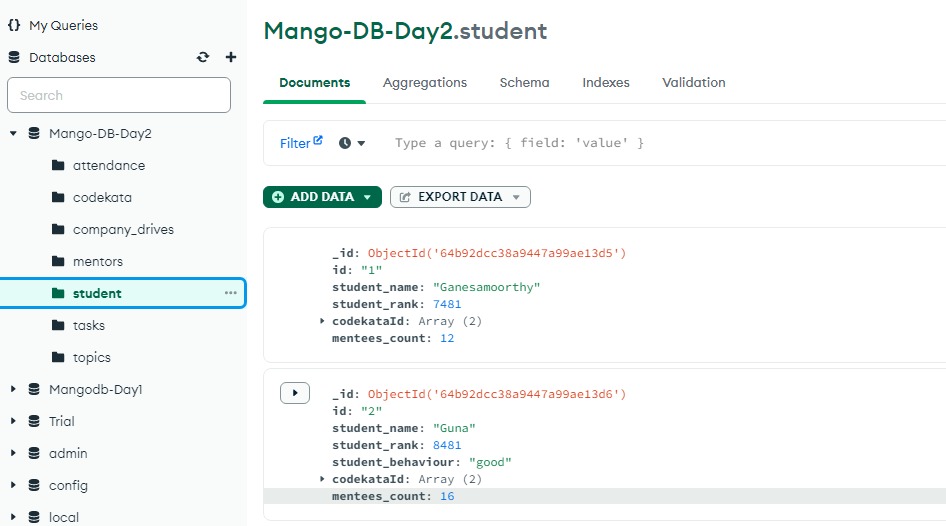 My Queries
Databases
Search
Mango-DB-Day2
attendance
codekata
company_drives
mentors
student
tasks
topics
Mangodb-Day1
Trial
admin
config
local
Mango-DB-Day2.student
Documents Aggregations Schema Indexes Validation
Filter Type a query: { field: 'value' }
ADD DATA EXPORT DATA
_id: ObjectId('64b92dcc38a9447a99ae13d5')
id: "1"
student_name: "Ganesamoorthy"
student_rank: 7481
codekataId: Array (2)
mentees_count: 12
_id: ObjectId('64b92dcc38a9447a99ae13d6')
id: "2"
student_name: "Guna"
student_rank: 8481
student_behaviour: "good"
codekataId: Array (2)
mentees_count: 16